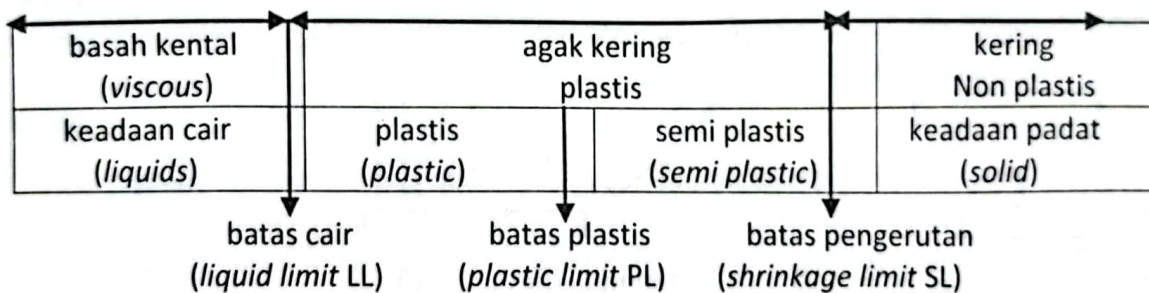 basah kental
(viscous)
agak kering
plastis
kering
Non plastis
keadaan cair
(liquids)
plastis
(plastic)
semi plastis
(semi plastic)
keadaan padat
(solid)
batas cair
(liquid limit LL)
batas plastis
(plastic limit PL)
batas pengerutan
(shrinkage limit SL)